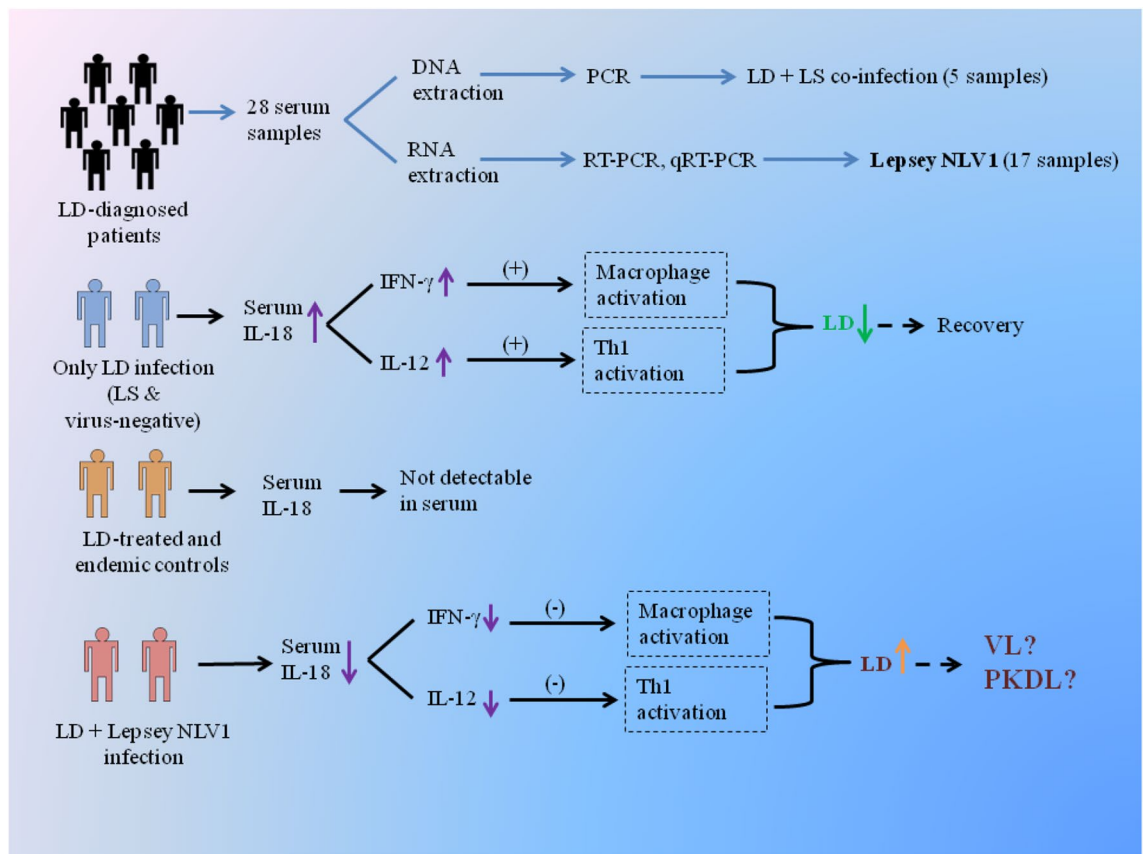 DNA
extraction
PCR
LD + LS co-infection (5 samples)
28 serum
samples
RNA
extraction
RT-PCR, qRT-PCR
Lepsey NLV1 (17 samples)
LD-diagnosed
patients
Serum
IL-18
IFN-γ
(+)
Macrophage
activation
IL-12
(+)
Th1
activation
LD
Recovery
Only LD infection
(LS &
virus-negative)
Serum
IL-18
Not detectable
in serum
LD-treated and
endemic controls
Serum
IL-18
IFN-γ
(-)
Macrophage
activation
IL-12
(-)
Th1
activation
LD
VL?
PKDL?
LD + Lepsey NLV1
infection